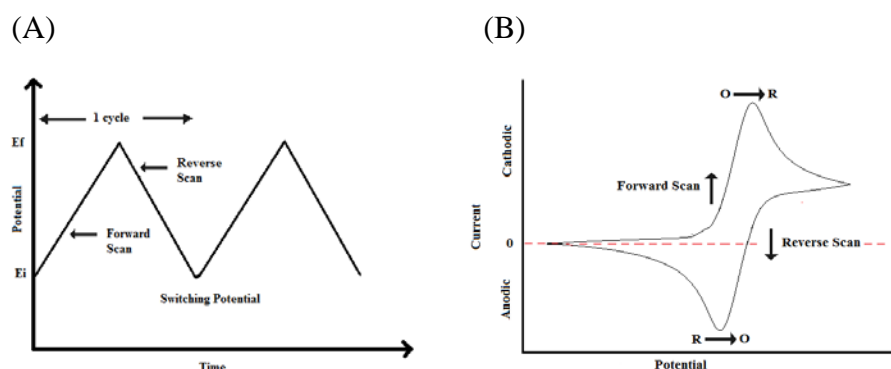 (A)
(B)
1 cycle
Ef
Reverse
Scan
Potential
Forward
Scan
Ei
Switching Potential
Time
O R
Cathodic
Forward Scan
Current
0
Reverse Scan
Anodic
R O
Potential